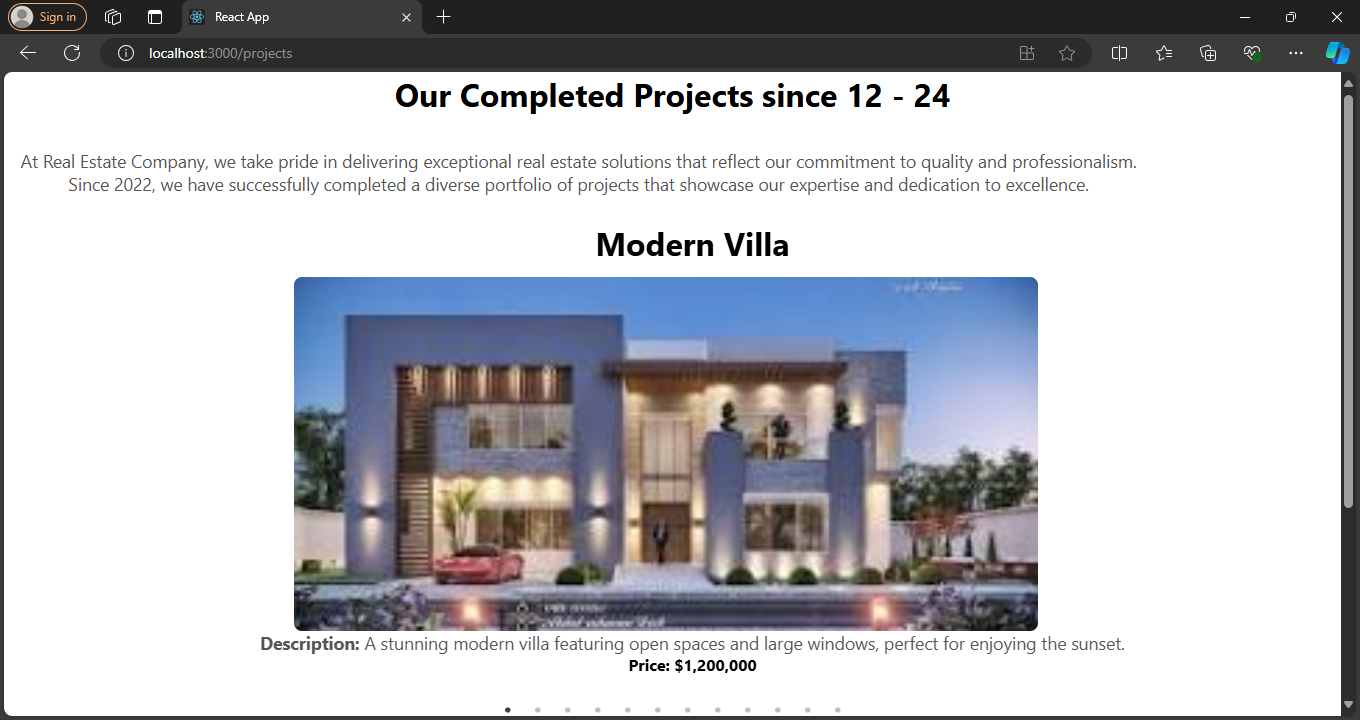 Sign in
React App
localhost:3000/projects
Our Completed Projects since 12 - 24
At Real Estate Company, we take pride in delivering exceptional real estate solutions that reflect our commitment to quality and professionalism.
Since 2022, we have successfully completed a diverse portfolio of projects that showcase our expertise and dedication to excellence.
Modern Villa
Description: A stunning modern villa featuring open spaces and large windows, perfect for enjoying the sunset.
Price: $1,200,000